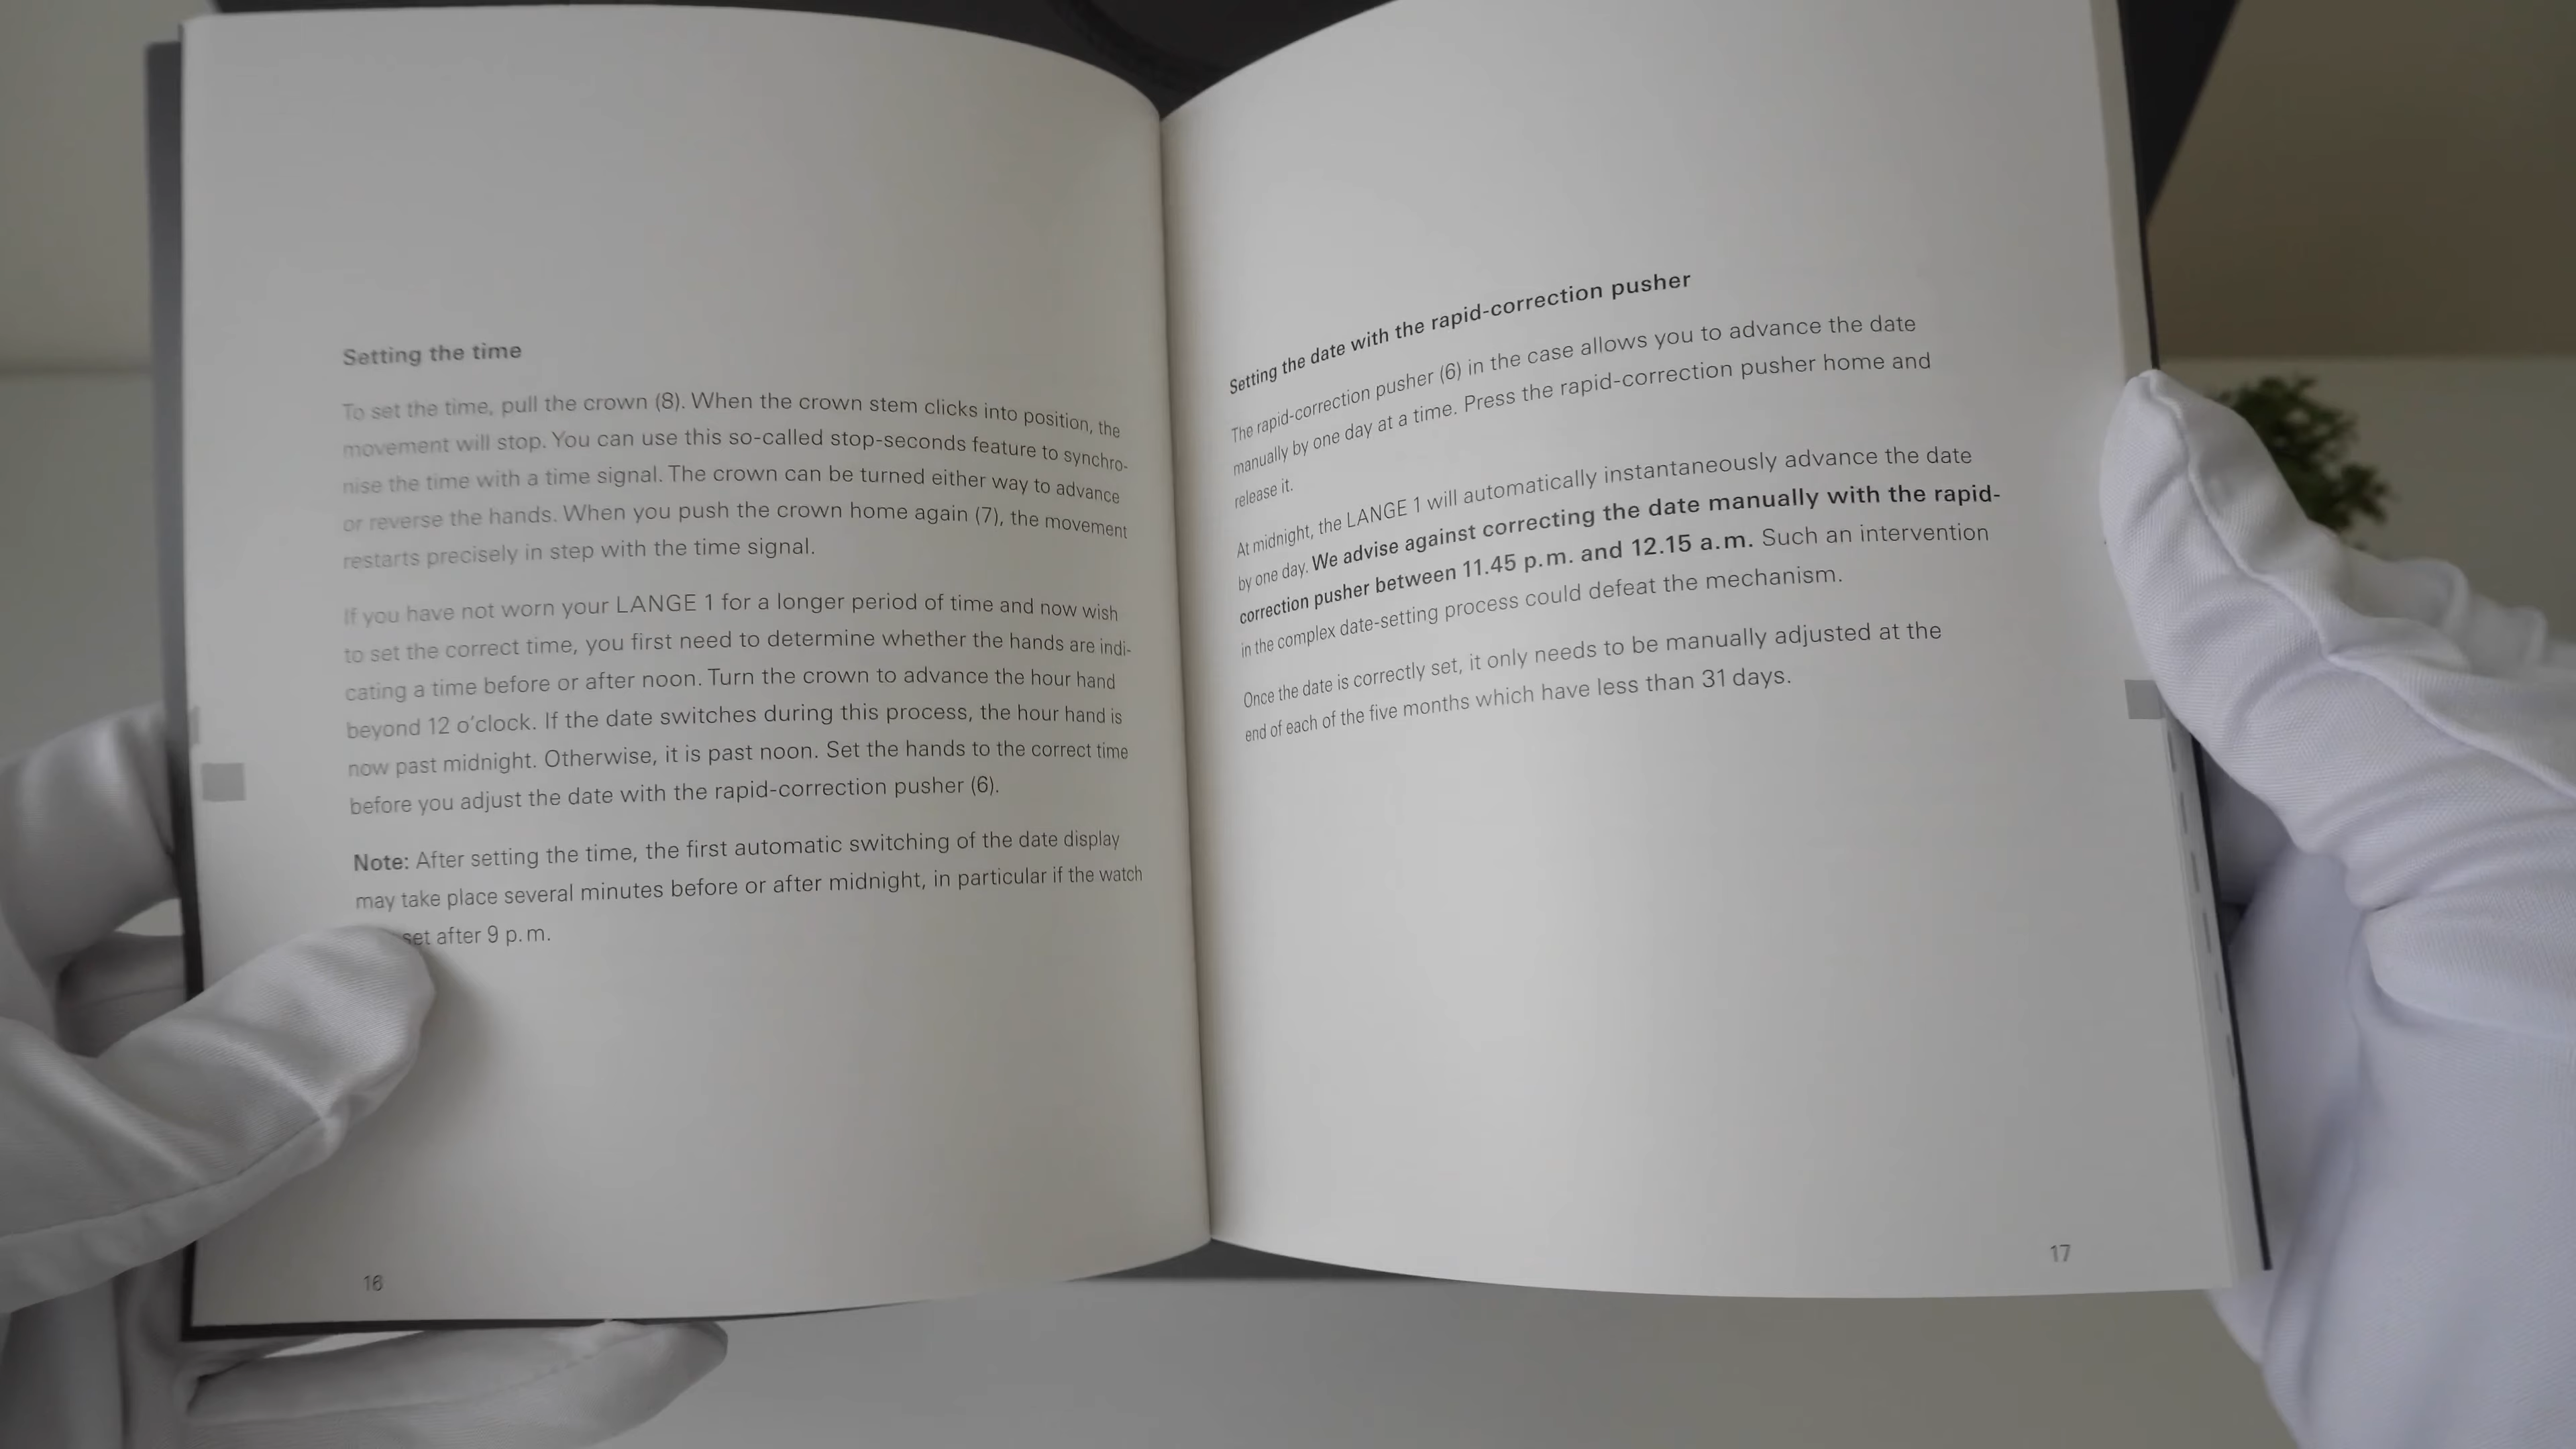 Setting the time
To set the time, pull the crown (8). When the crown stem clicks into position, the
movement will stop. You can use this so-called stop-seconds feature to synchro-
nise the time with a time signal. The crown can be turned either way to advance
or reverse the hands. When you push the crown home again (7), the movement
restarts precisely in step with the time signal.
If you have not worn your LANGE 1 for a longer period of time and now wish
to set the correct time, you first need to determine whether the hands are indi-
cating a time before or after noon. Turn the crown to advance the hour hand
beyond 12 o'clock. If the date switches during this process, the hour hand is
now past midnight. Otherwise, it is past noon. Set the hands to the correct time
before you adjust the date with the rapid-correction pusher (6).
Note: After setting the time, the first automatic switching of the date display
may take place several minutes before or after midnight, in particular if the watch
set after 9 p.m.
16
Setting the date with the rapid-correction pusher
The rapid-correction pusher (6) in the case allows you to advance the date
manually by one day at a time. Press the rapid-correction pusher home and
release it.
At midnight, the LANGE 1 will automatically instantaneously advance the date
by one day. We advise against correcting the date manually with the rapid-
correction pusher between 11.45 p.m. and 12.15 a.m. Such an intervention
in the complex date-setting process could defeat the mechanism.
Once the date is correctly set, it only needs to be manually adjusted at the
end of each of the five months which have less than 31 days.
17